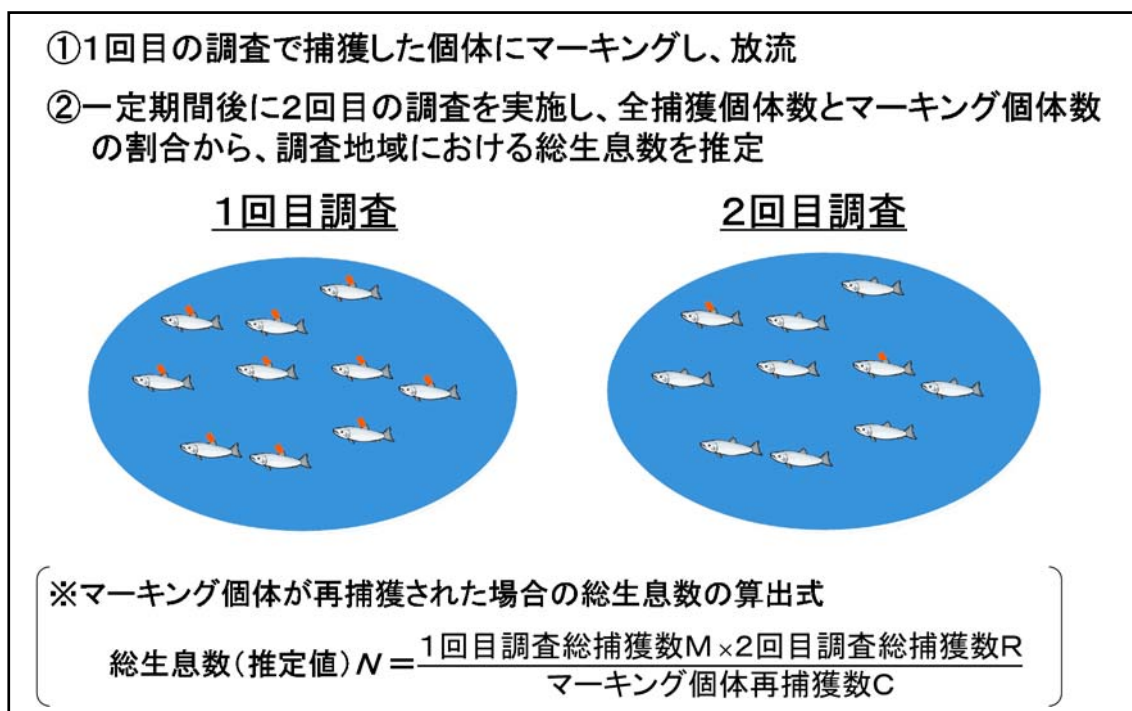 ①1回目の調査で捕獲した個体にマーキングし、放流
②一定期間後に2回目の調査を実施し、全捕獲個体数とマーキング個体数
の割合から、調査地域における総生息数を推定
1回目調査
2回目調査
※マーキング個体が再捕獲された場合の総生息数の算出式
総生息数(推定値)N=
1回目調査総捕獲数M×2回目調査総捕獲数R
マーキング個体再捕獲数C